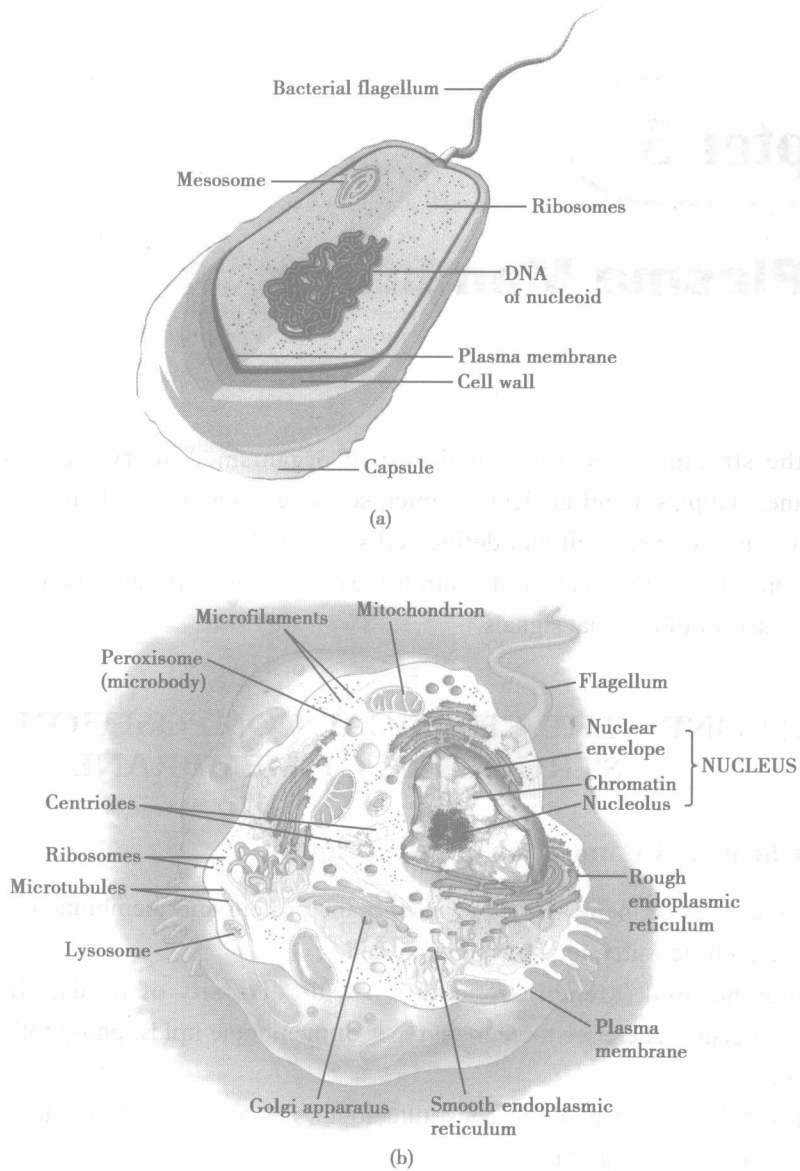 Bacterial flagellum
Mesosome
Ribosomes
DNA
of nucleoid
Plasma membrane
Cell wall
Capsule
(a)
Microfilaments
Mitochondrion
Peroxisome
(microbody)
Flagellum
Nuclear
envelope
NUCLEUS
Chromatin
Nucleolus
Centrioles
Ribosomes
Microtubules
Lysosome
Rough
endoplasmic
reticulum
Plasma
membrane
Golgi apparatus
Smooth endoplasmic
reticulum
(b)